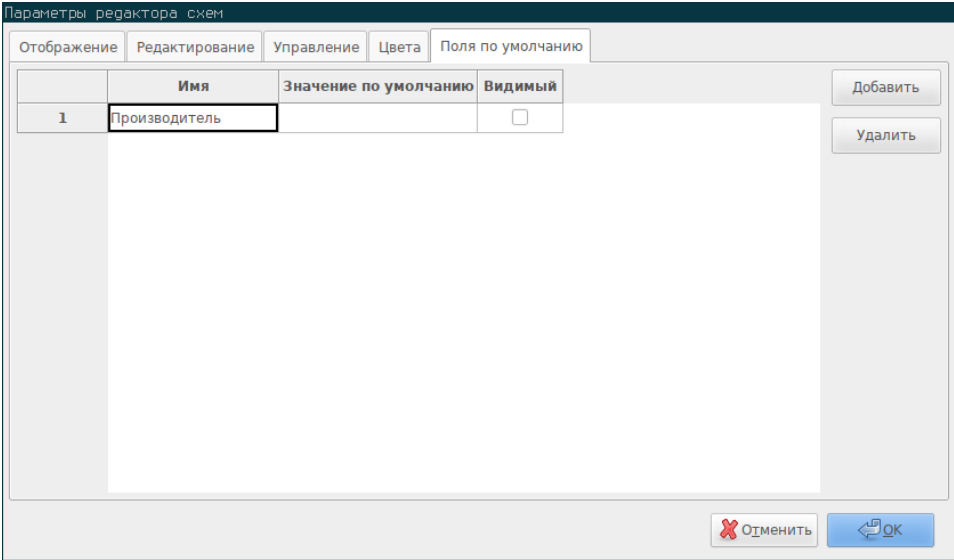 Параметры редактора схем
Отображение Редактирование Управление Цвета Поля по умолчанию
Имя Значение по умолчанию Видимый
1 Производитель
Добавить
Удалить
Отменить OK